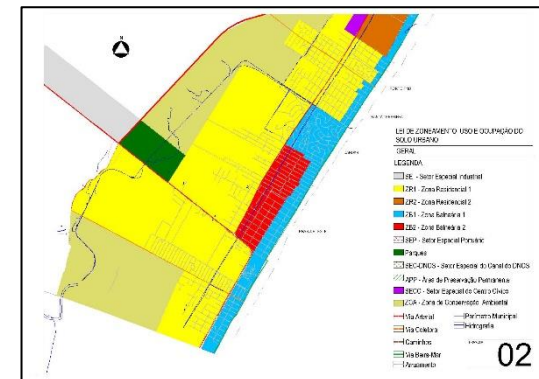 LEI DE ZONEAMENTO USO E OCUPAÇÃO DO
SOLO URBANO
GERAL
LEGENDA
SEI - Setor Especial Industrial
ZR1 - Zona Residencial 1
ZR2 - Zona Residencial 2
ZB1 - Zona Balneária 1
ZB2 - Zona Balneária 2
SEP - Setor Especial Portuário
Parques
SEC-DNOS - Setor Especial do Canal do DNOS
APP - Área de Preservação Permanente
SECC - Setor Especial do Centro Cívico
ZCA - Zona de Conservação Ambiental
Via Arterial
Perímetro Municipal
Via Coletora
Hidrografia
Caminhos
Via Beira-Mar
Arruamento
02